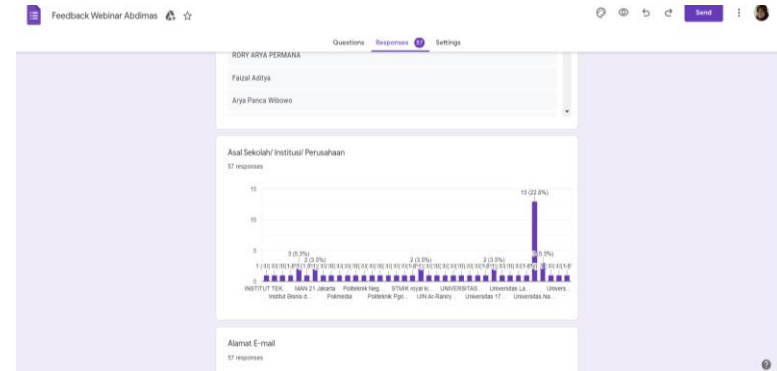 Feedback Webinar Abdimas
Send
Questions Responses 57 Settings
RORY ARYA PERMANA
Faizal Aditya
Arya Panca Wibowo
Asal Sekolah/ Institusi/ Perusahaan
57 responses
15
13 (22.8%)
10
5
3 (5.3%)
2 (3.5%) 2 (3.5%) 2 (3.5%)
0
INSTITUT TEK... MAN 21 Jakarta Politeknik Neg... STMIK royal ki... UNIVERSITAS... Universitas La... Univers...
Institut Bisnis d... Polimedia Politeknik Pgri... UIN Ar-Raniry... Universitas 17... Universitas Na...
Alamat E-mail
57 responses